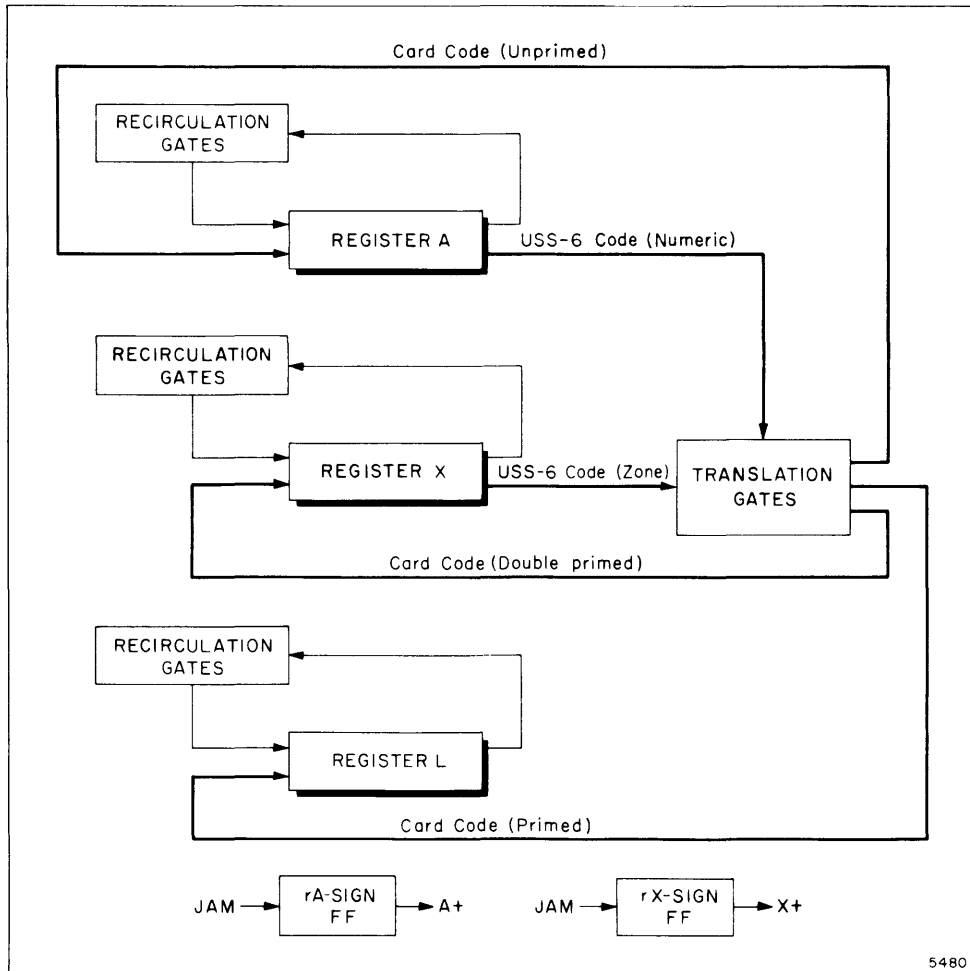 Card Code (Unprimed)
RECIRCULATION
GATES
REGISTER A
USS-6 Code (Numeric)
RECIRCULATION
GATES
REGISTER X
USS-6 Code (Zone)
TRANSLATION
GATES
Card Code (Double primed)
RECIRCULATION
GATES
REGISTER L
Card Code (Primed)
JAM
rA-SIGN
FF
A+
JAM
rX-SIGN
FF
X+
5480